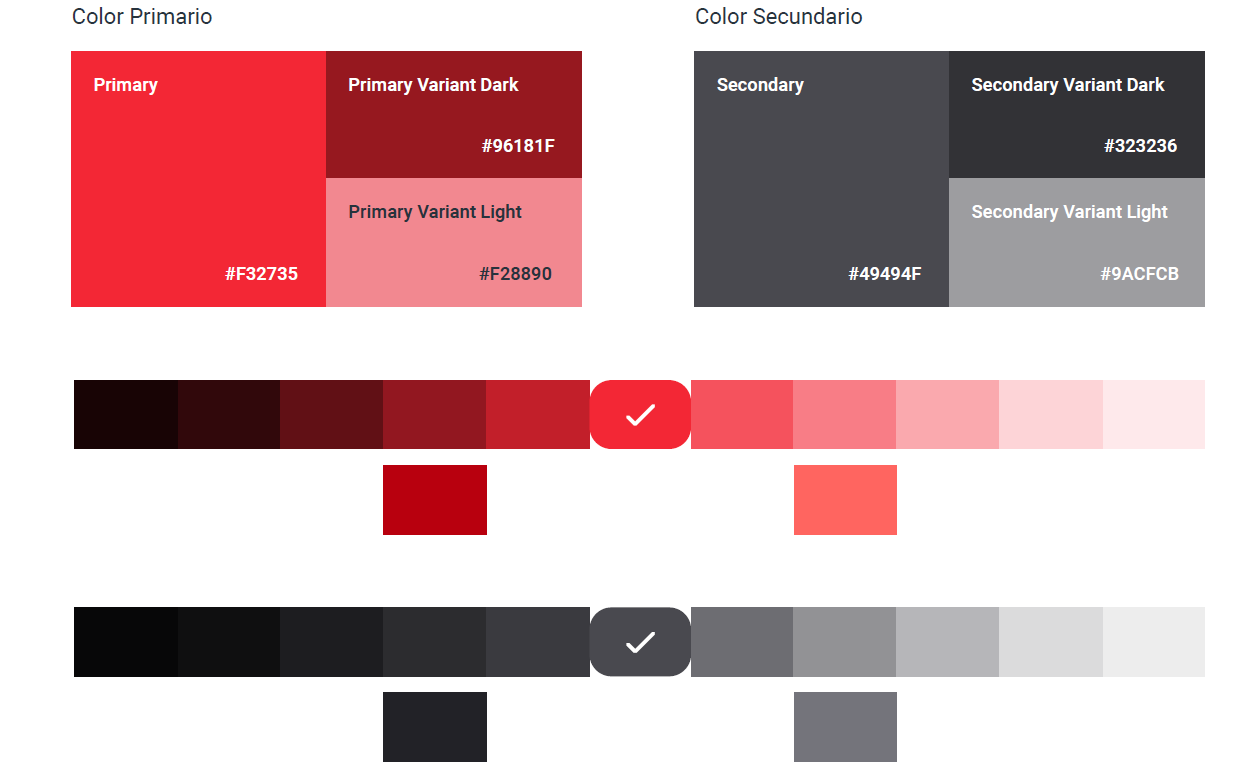 Color Primario
Color Secundario
Primary
Primary Variant Dark
#96181F
Primary Variant Light
#F32735
#F28890
Secondary
Secondary Variant Dark
#323236
Secondary Variant Light
#49494F
#9ACFCB